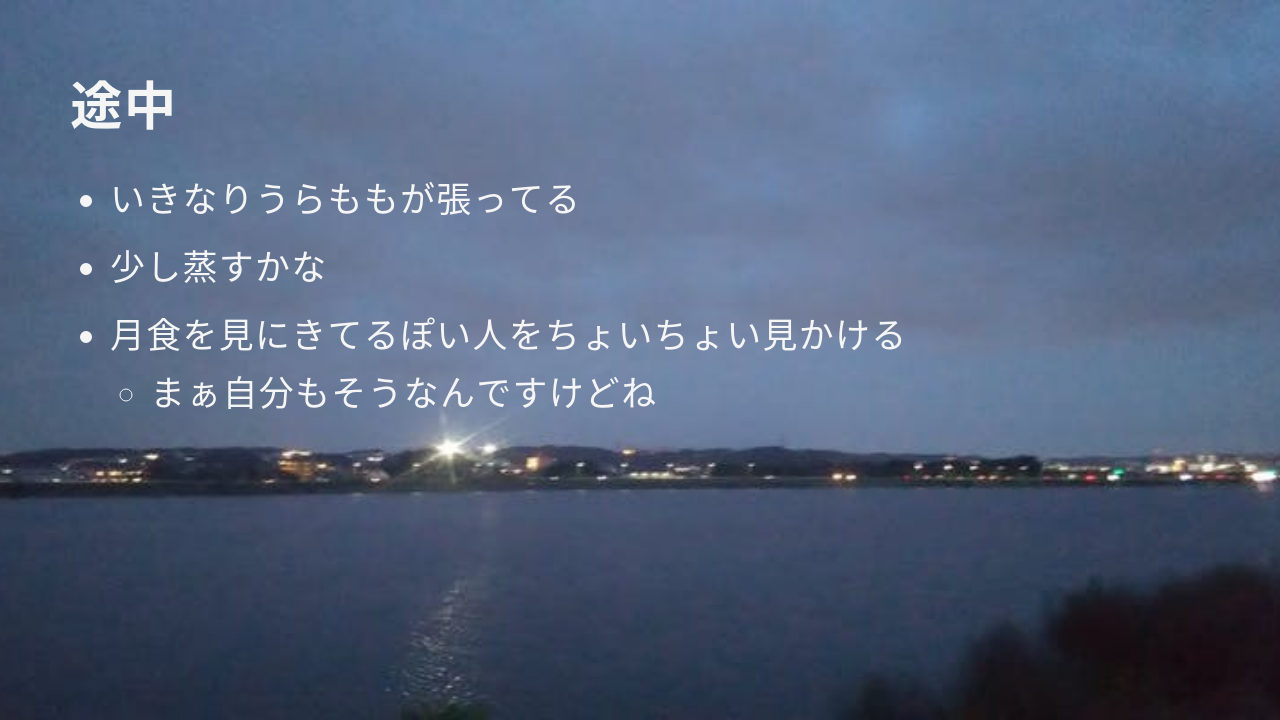 途中
いきなりうらももが張ってる
少し蒸すかな
月食を見にきてるぽい人をちょいちょい見かける
まぁ自分もそうなんですけどね